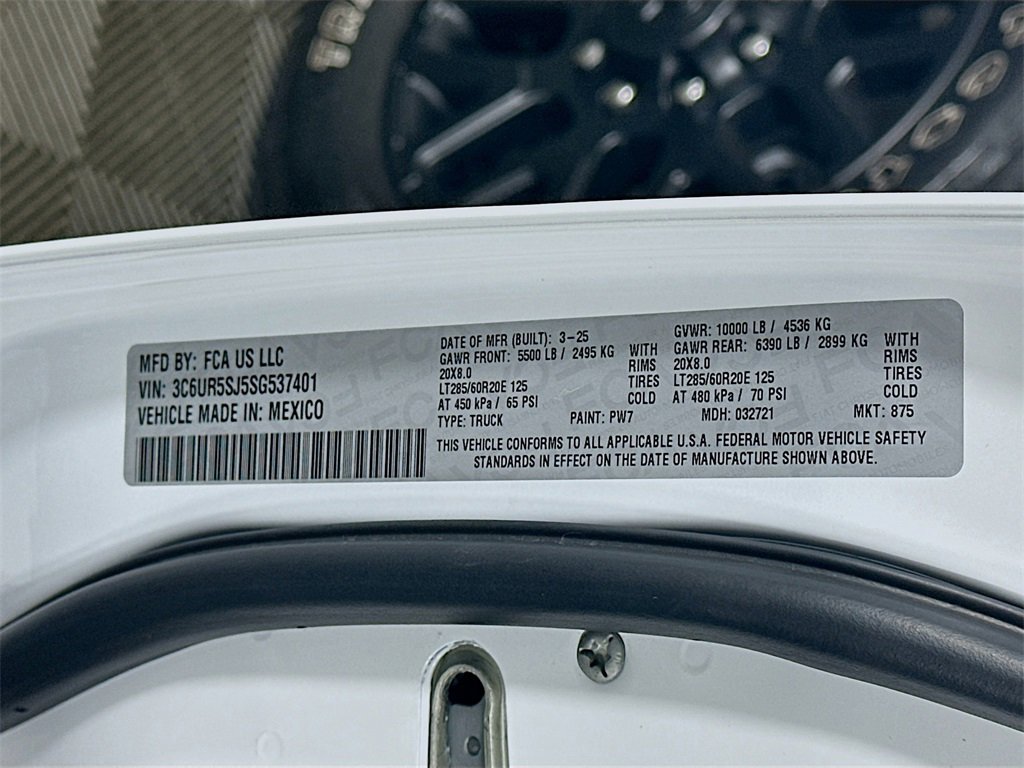 MFD BY: FCA US LLC
VIN: 3C6UR5SJ5SG537401
VEHICLE MADE IN: MEXICO
DATE OF MFR (BUILT): 3-25
GAWR FRONT: 5500 LB / 2495 KG WITH
20X8.0 RIMS
LT285/60R20E 125 TIRES
AT 450 kPa / 65 PSI COLD
GVWR: 10000 LB / 4536 KG
GAWR REAR: 6390 LB / 2899 KG WITH
20X8.0 RIMS
LT285/60R20E 125 TIRES
AT 480 kPa / 70 PSI COLD
TYPE: TRUCK PAINT: PW7 MDH: 032721 MKT: 875
THIS VEHICLE CONFORMS TO ALL APPLICABLE U.S.A. FEDERAL MOTOR VEHICLE SAFETY
STANDARDS IN EFFECT ON THE DATE OF MANUFACTURE SHOWN ABOVE.